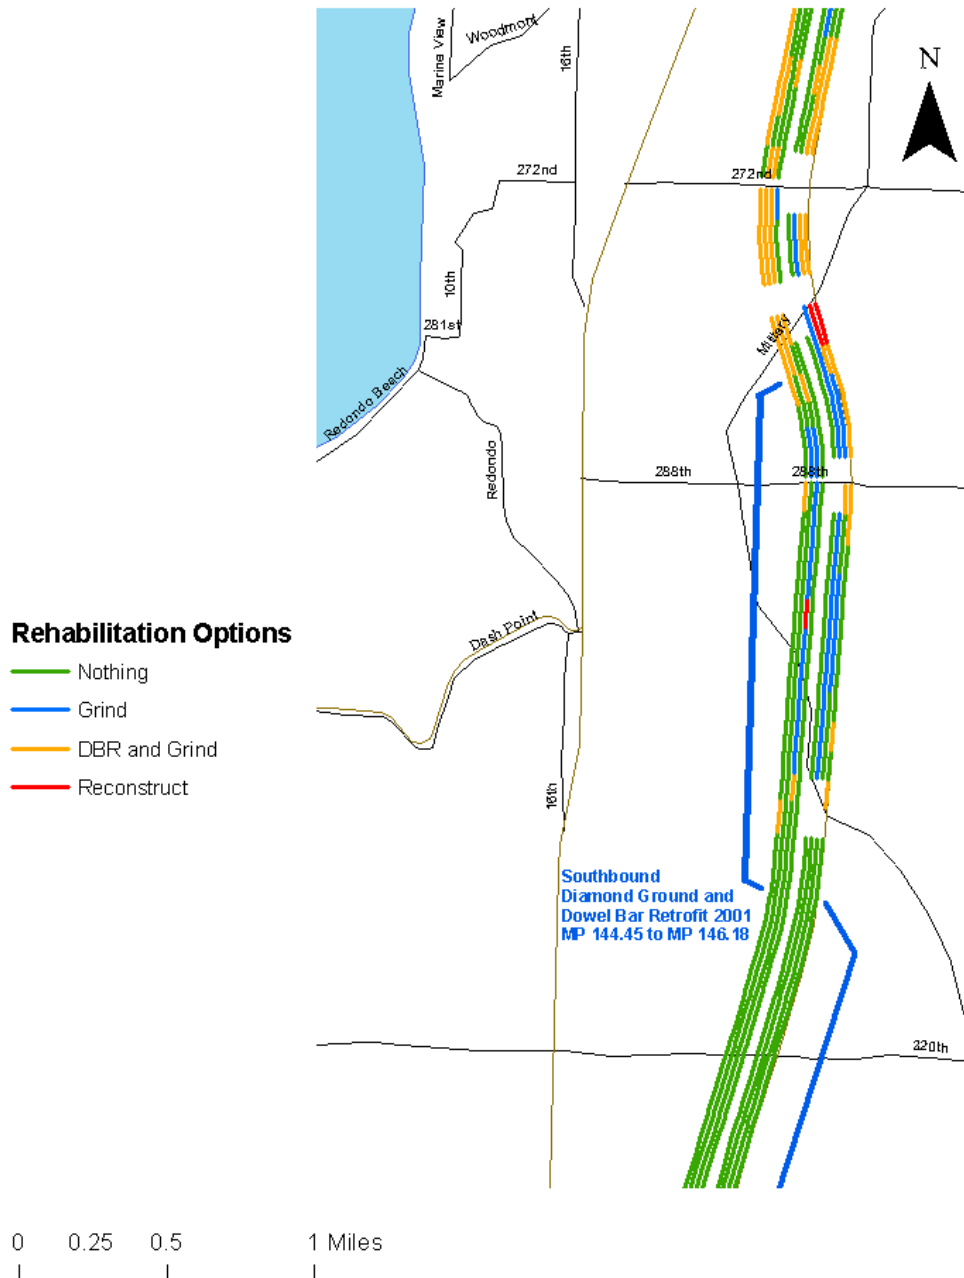 Woodmont
Marine View
16th
N
272nd
272nd
10th
281st
Military
Redondo Beach
288th
288th
Redondo
Rehabilitation Options
Nothing
Grind
DBR and Grind
Reconstruct
Dash Point
16th
Southbound
Diamond Ground and
Dowel Bar Retrofit 2001
MP 144.45 to MP 146.18
320th
0 0.25 0.5 1 Miles